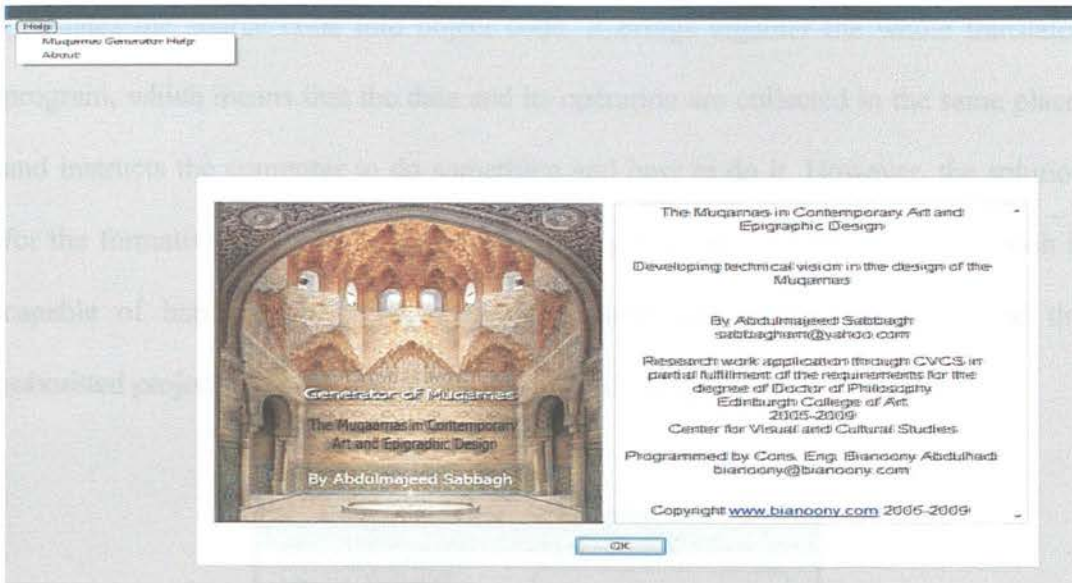 Help
Muqarnas Generator Help
About
program, which means that the data and its operation are collected in the same place
and instructs the computer to do something and how to do it. However, the
for the
capable of
Generator of Muqarnas
The Muqaarnas in Contemporary
Art and Epigraphic Design
By Abdulmajeed Sabbagh
The Muqarnas in Contemporary Art and
Epigraphic Design
Developing technical vision in the design of the
Muqarnas
By Abdulmajeed Sabbagh
sabbagham@yahoo.com
Research work application through CVCS in
partial fulfillment of the requirements for the
degree of Doctor of Philosophy
Edinburgh College of Art
2005-2009
Center for Visual and Cultural Studies
Programmed by Cons. Eng. Bianoony Abdulhadi
bianoony@bianoony.com
Copyright www.bianoony.com 2005-2009
OK